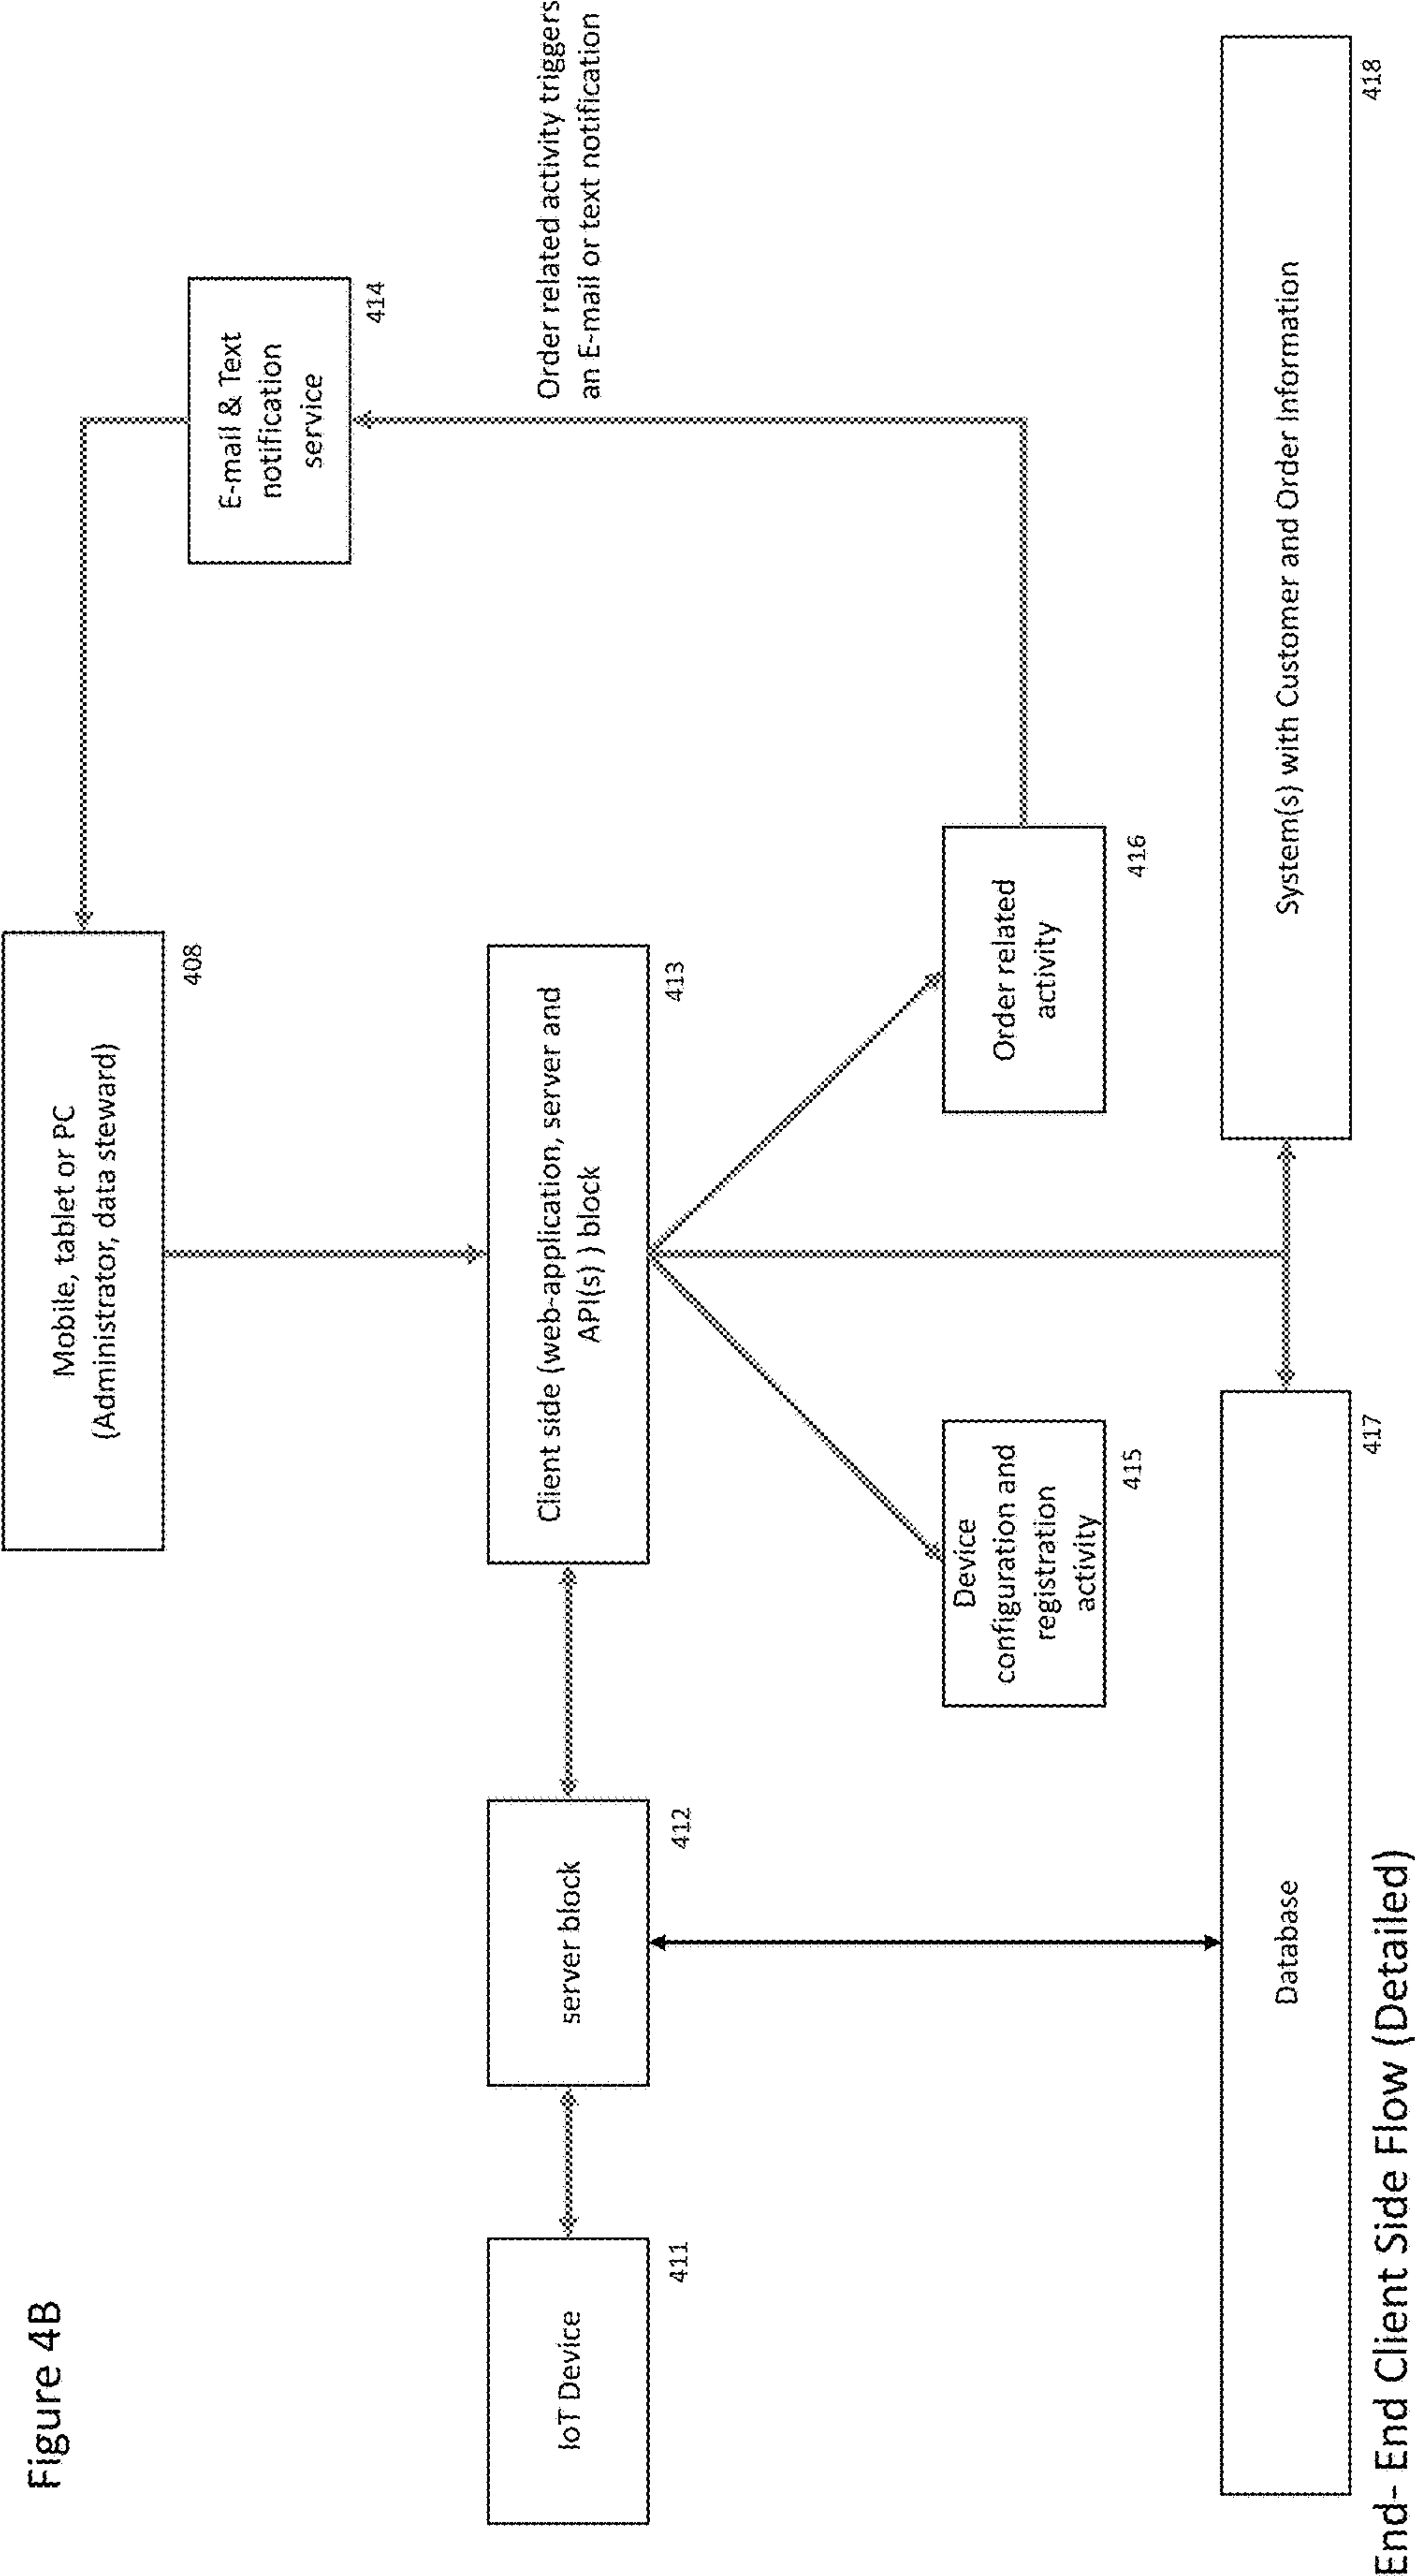 Figure 4B
Mobile, tablet or PC
(Administrator, data steward)
408
E-mail & Text
notification
service
414
IoT Device
411
server block
412
Client side (web-application, server and
API(s) ) block
413
Order related activity triggers
an E-mail or text notification
Device
configuration and
registration
activity
415
Order related
activity
416
Database
417
System(s) with Customer and Order Information
418
End- End Client Side Flow (Detailed)